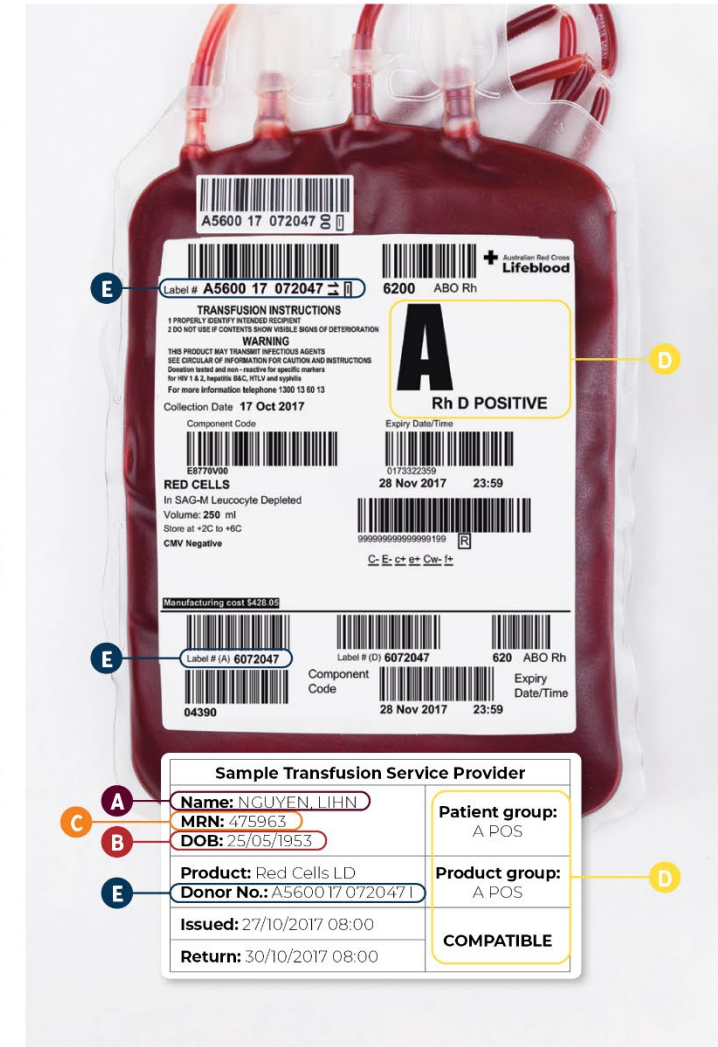 A5600 17 072047 00 I
E
Label # A5600 17 072047 I
6200 ABO Rh
Australian Red Cross
Lifeblood
TRANSFUSION INSTRUCTIONS
1 PROPERLY IDENTIFY INTENDED RECIPIENT
2 DO NOT USE IF CONTENTS SHOW VISIBLE SIGNS OF DETERIORATION
WARNING
THIS PRODUCT MAY TRANSMIT INFECTIOUS AGENTS
SEE CIRCULAR OF INFORMATION FOR CAUTION AND INSTRUCTIONS
Donation tested and non - reactive for specific markers
for HIV 1 & 2, hepatitis B&C, HTLV and syphilis
For more information telephone 1300 13 60 13
A
Rh D POSITIVE
D
Collection Date 17 Oct 2017
Component Code
E8770V00
Expiry Date/Time
0173322359
28 Nov 2017 23:59
RED CELLS
In SAG-M Leucocyte Depleted
Volume: 250 ml
Store at +2C to +6C
CMV Negative
999999999999999199 R
C- E- c+ e+ Cw- f+
Manufacturing cost $428.05
E
Label # (A) 6072047
Label # (D) 6072047
620 ABO Rh
04390
Component
Code
28 Nov 2017 23:59
Expiry
Date/Time
Sample Transfusion Service Provider
A
Name: NGUYEN, LIHN
C
MRN: 475963
B
DOB: 25/05/1953
Patient group:
A POS
Product: Red Cells LD
E
Donor No.: A5600 17 072047 I
Product group:
A POS
D
Issued: 27/10/2017 08:00
Return: 30/10/2017 08:00
COMPATIBLE